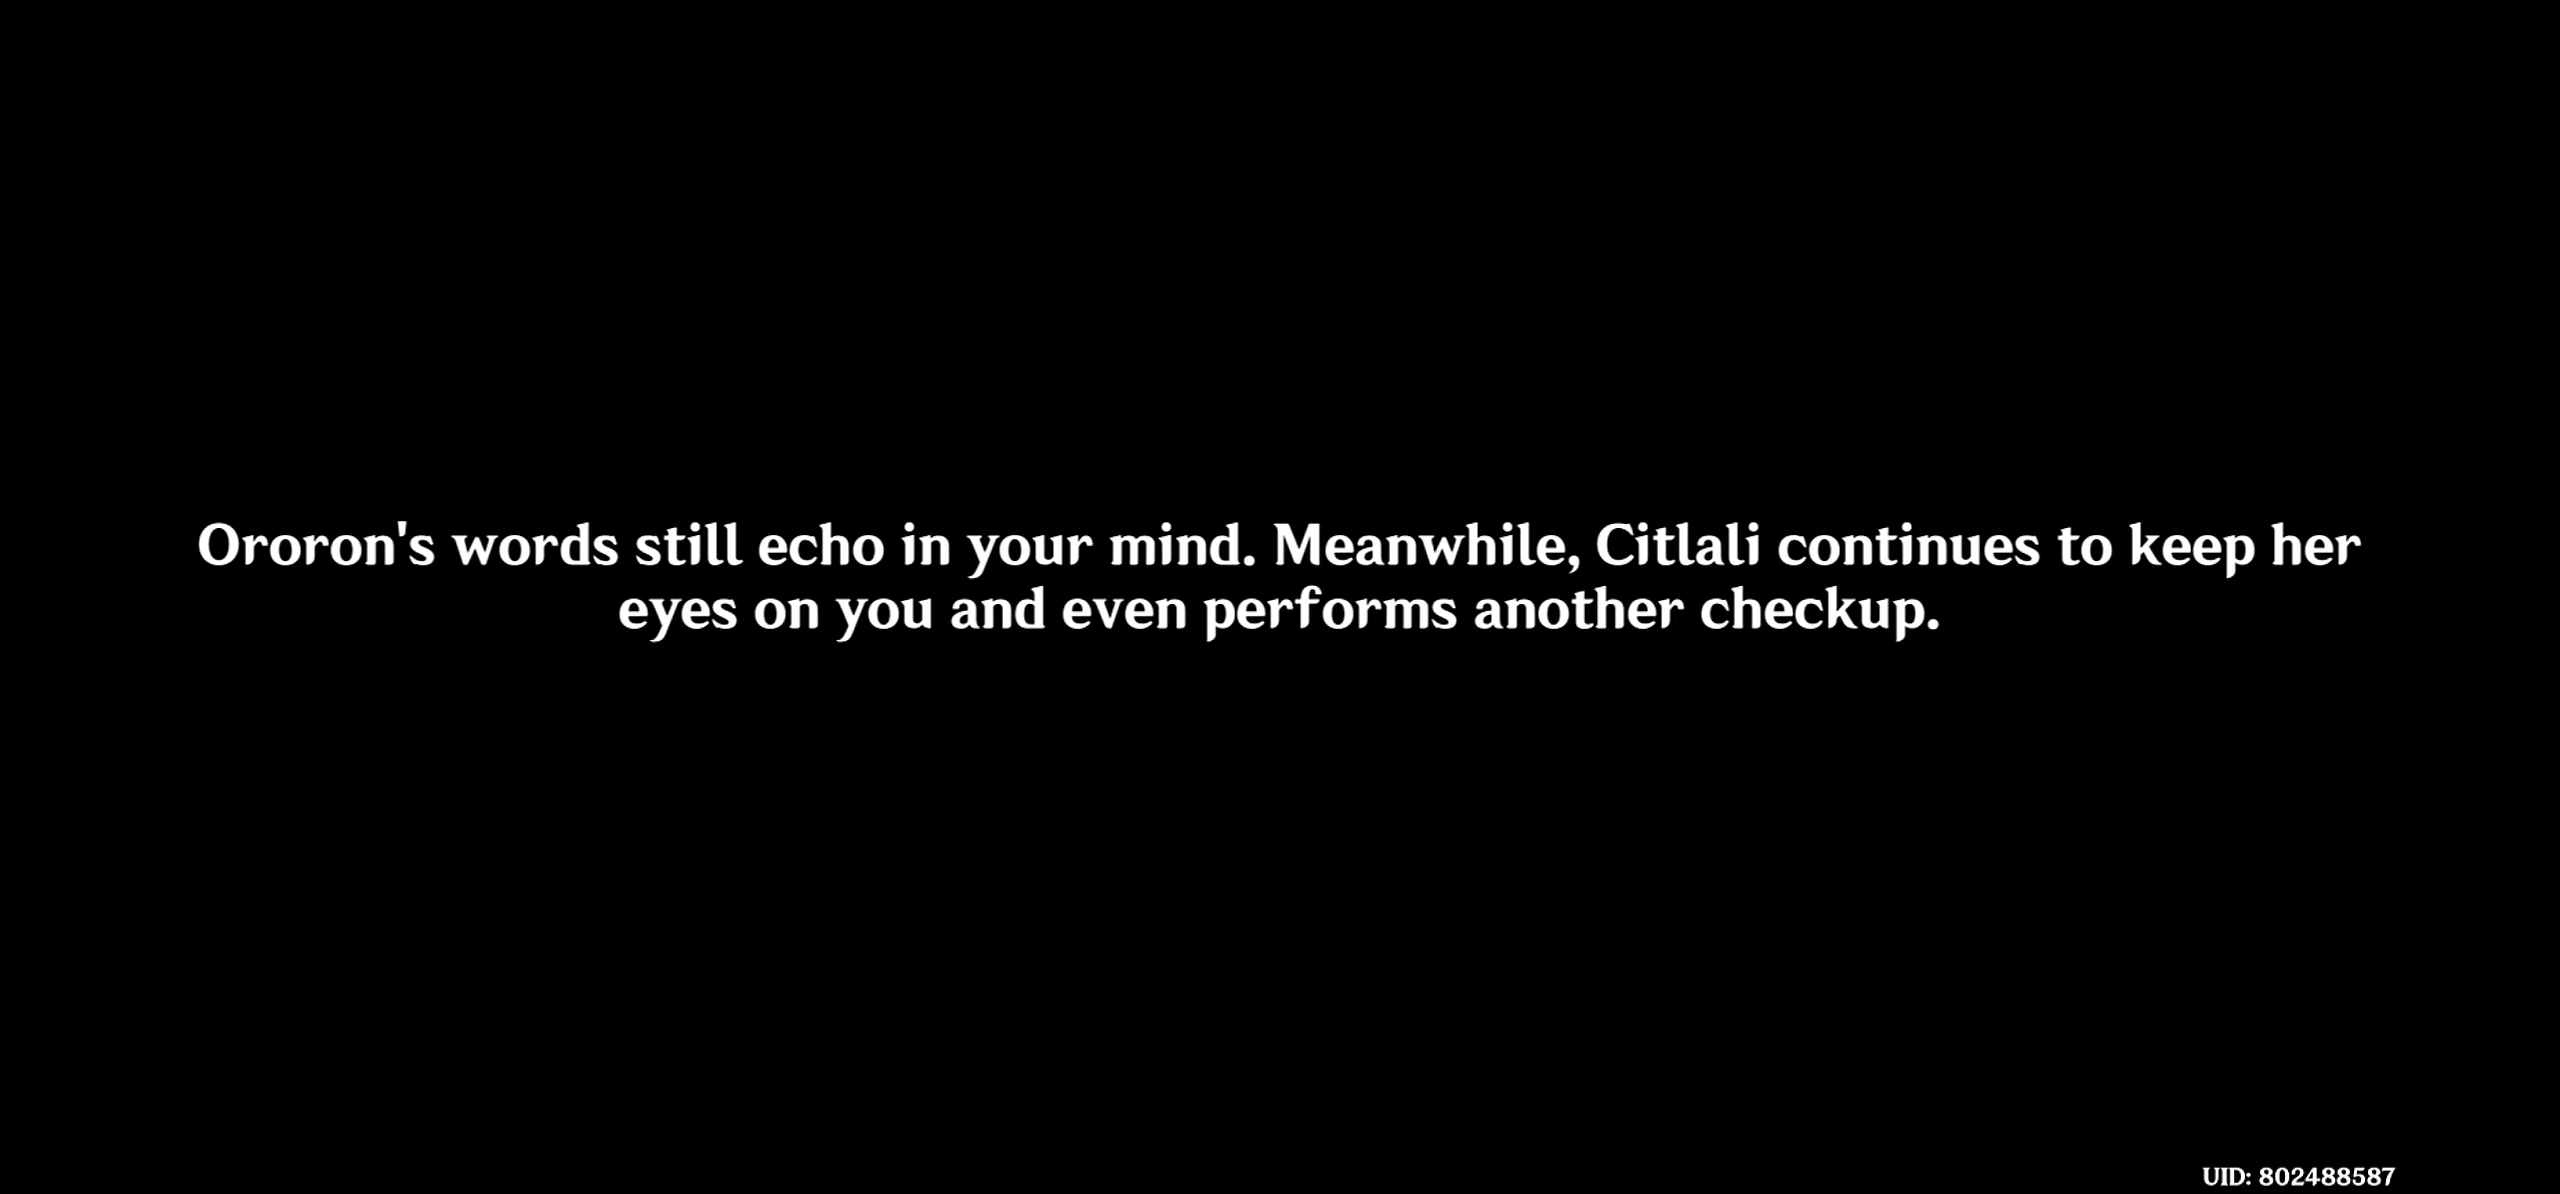 Ororon's words still echo in your mind. Meanwhile, Citlali continues to keep her
eyes on you and even performs another checkup.
UID: 802488587